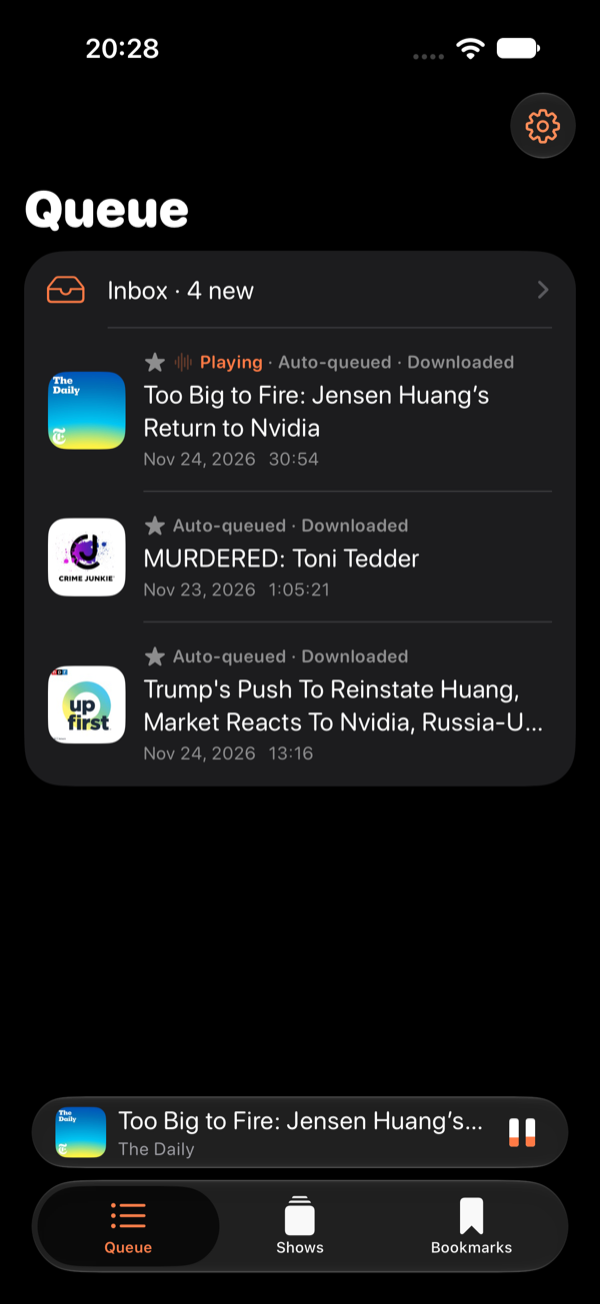 20:28
Queue
Inbox · 4 new
Playing · Auto-queued · Downloaded
The
Daily
Too Big to Fire: Jensen Huang’s
Return to Nvidia
Nov 24, 2026 30:54
Auto-queued · Downloaded
CRIME JUNKIE
MURDERED: Toni Tedder
Nov 23, 2026 1:05:21
Auto-queued · Downloaded
npr
up
first
Trump's Push To Reinstate Huang,
Market Reacts To Nvidia, Russia-U...
Nov 24, 2026 13:16
The
Daily
Too Big to Fire: Jensen Huang’s...
The Daily
Queue
Shows
Bookmarks